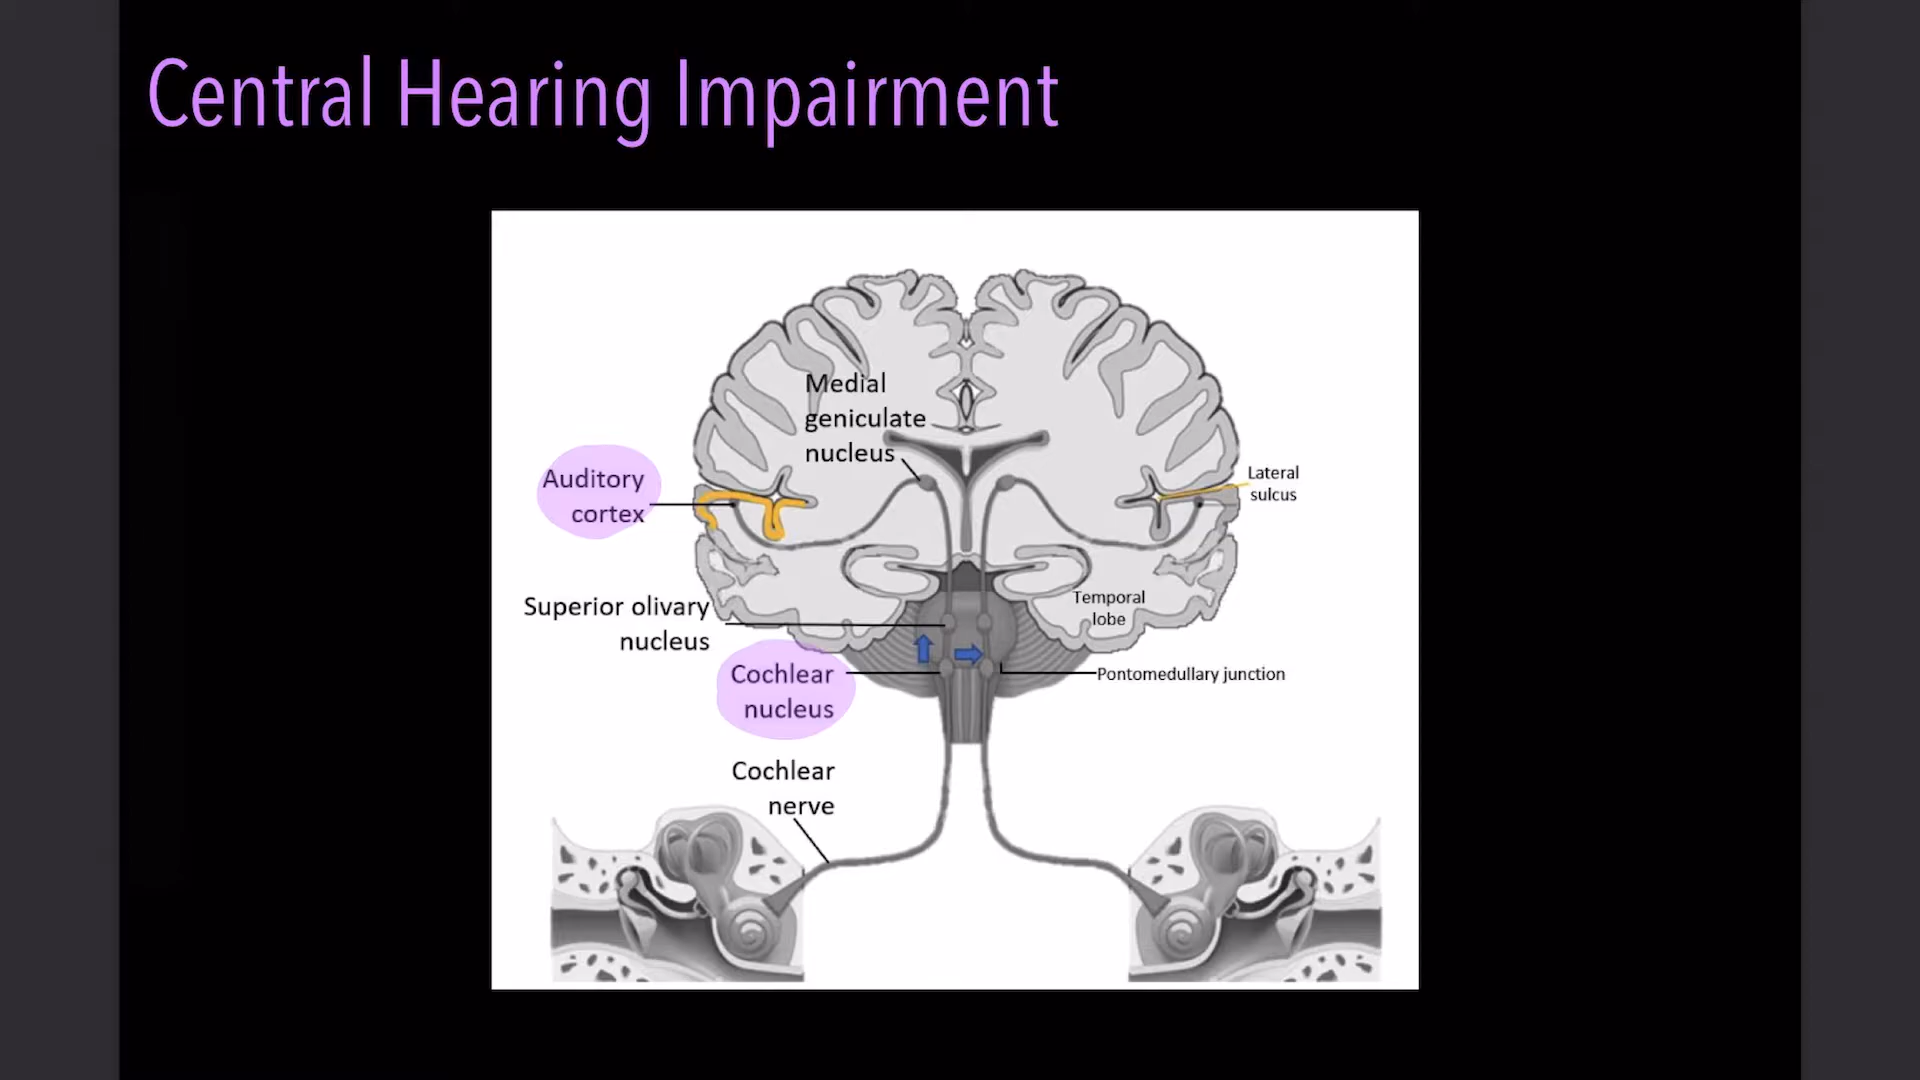 Central Hearing Impairment
Medial
geniculate
nucleus
Auditory
cortex
Lateral
sulcus
Superior olivary
nucleus
Temporal
lobe
Cochlear
nucleus
Pontomedullary junction
Cochlear
nerve